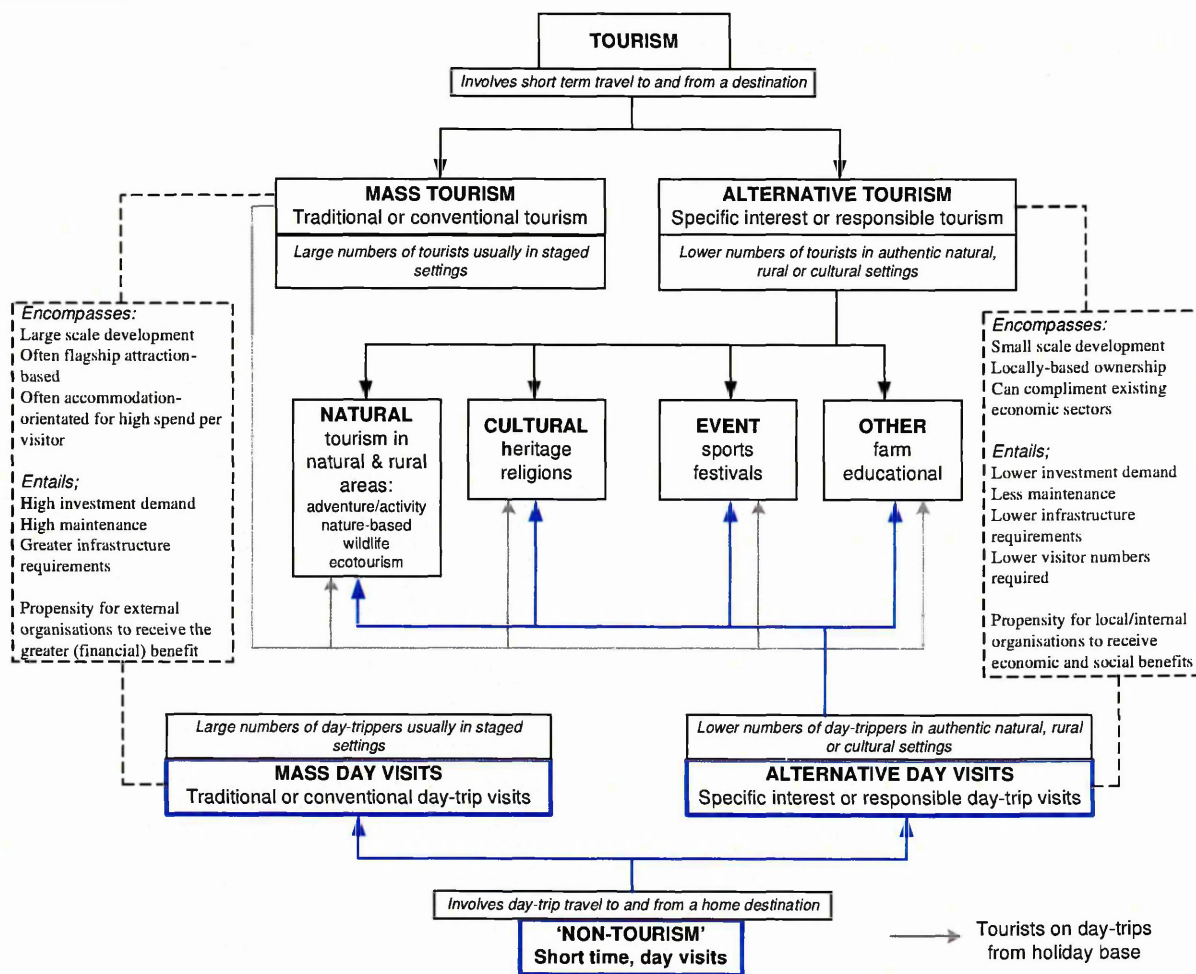 TOURISM
Involves short term travel to and from a destination
MASS TOURISM
Traditional or conventional tourism
Large numbers of tourists usually in staged
settings
ALTERNATIVE TOURISM
Specific interest or responsible tourism
Lower numbers of tourists in authentic natural,
rural or cultural settings
Encompasses:
Large scale development
Often flagship attraction-
based
Often accommodation-
orientated for high spend per
visitor
Entails;
High investment demand
High maintenance
Greater infrastructure
requirements
Propensity for external
organisations to receive the
greater (financial) benefit
NATURAL
tourism in
natural & rural
areas:
adventure/activity
nature-based
wildlife
ecotourism
CULTURAL
heritage
religions
EVENT
sports
festivals
OTHER
farm
educational
Encompasses:
Small scale development
Locally-based ownership
Can compliment existing
economic sectors
Entails;
Lower investment demand
Less maintenance
Lower infrastructure
requirements
Lower visitor numbers
required
Propensity for local/internal
organisations to receive
economic and social benefits
Large numbers of day-trippers usually in staged
settings
MASS DAY VISITS
Traditional or conventional day-trip visits
Lower numbers of day-trippers in authentic natural, rural
or cultural settings
ALTERNATIVE DAY VISITS
Specific interest or responsible day-trip visits
Involves day-trip travel to and from a home destination
'NON-TOURISM'
Short time, day visits
Tourists on day-trips
from holiday base